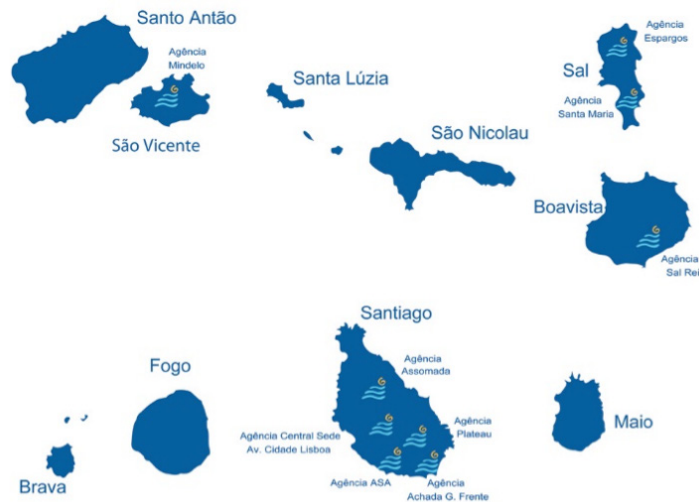 Santo Antão
Agência
Mindelo
São Vicente
Santa Lúzia
São Nicolau
Agência
Espargos
Sal
Agência
Santa Maria
Boavista
Agência
Sal Rei
Santiago
Agência
Assomada
Agência
Plateau
Agência Central Sede
Av. Cidade Lisboa
Agência ASA
Agência
Achada G. Frente
Fogo
Brava
Maio